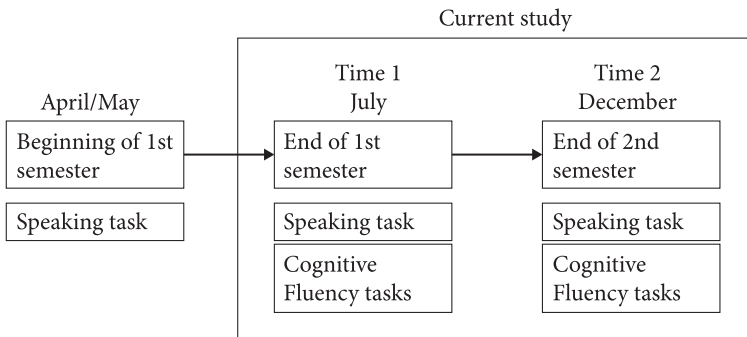 Current study
April/May
Beginning of 1st
semester
Speaking task
Time 1
July
End of 1st
semester
Speaking task
Cognitive
Fluency tasks
Time 2
December
End of 2nd
semester
Speaking task
Cognitive
Fluency tasks